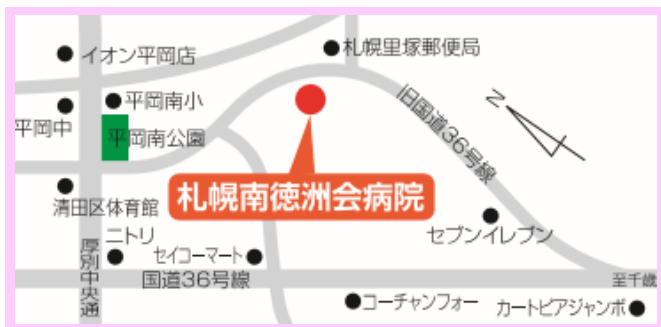 イオン平岡店
札幌里塚郵便局
平岡南小
平岡中
平岡南公園
旧国道36号線
N
札幌南徳洲会病院
清田区体育館
ニトリ
セイコーマート
セブンイレブン
厚別中央通
国道36号線
至千歳
コーチャンフォー
カートピアジャンボ